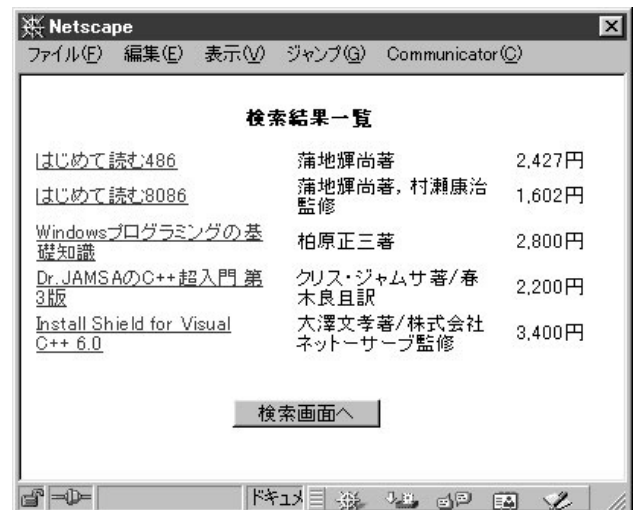 Netscape
ファイル(F) 編集(E) 表示(V) ジャンプ(G) Communicator(C)
検索結果一覧
はじめて読む486 蒲地輝尚著 2,427円
はじめて読む8086 蒲地輝尚著, 村瀬康治 1,602円
監修
Windowsプログラミングの基 柏原正三著 2,800円
礎知識
Dr.JAMSAのC++超入門 第 クリス・ジャムサ著/春 2,200円
3版 木良且訳
Install Shield for Visual 大澤文孝著/株式会社 3,400円
C++ 6.0 ネットーサーブ監修
検索画面へ
ドキュメ